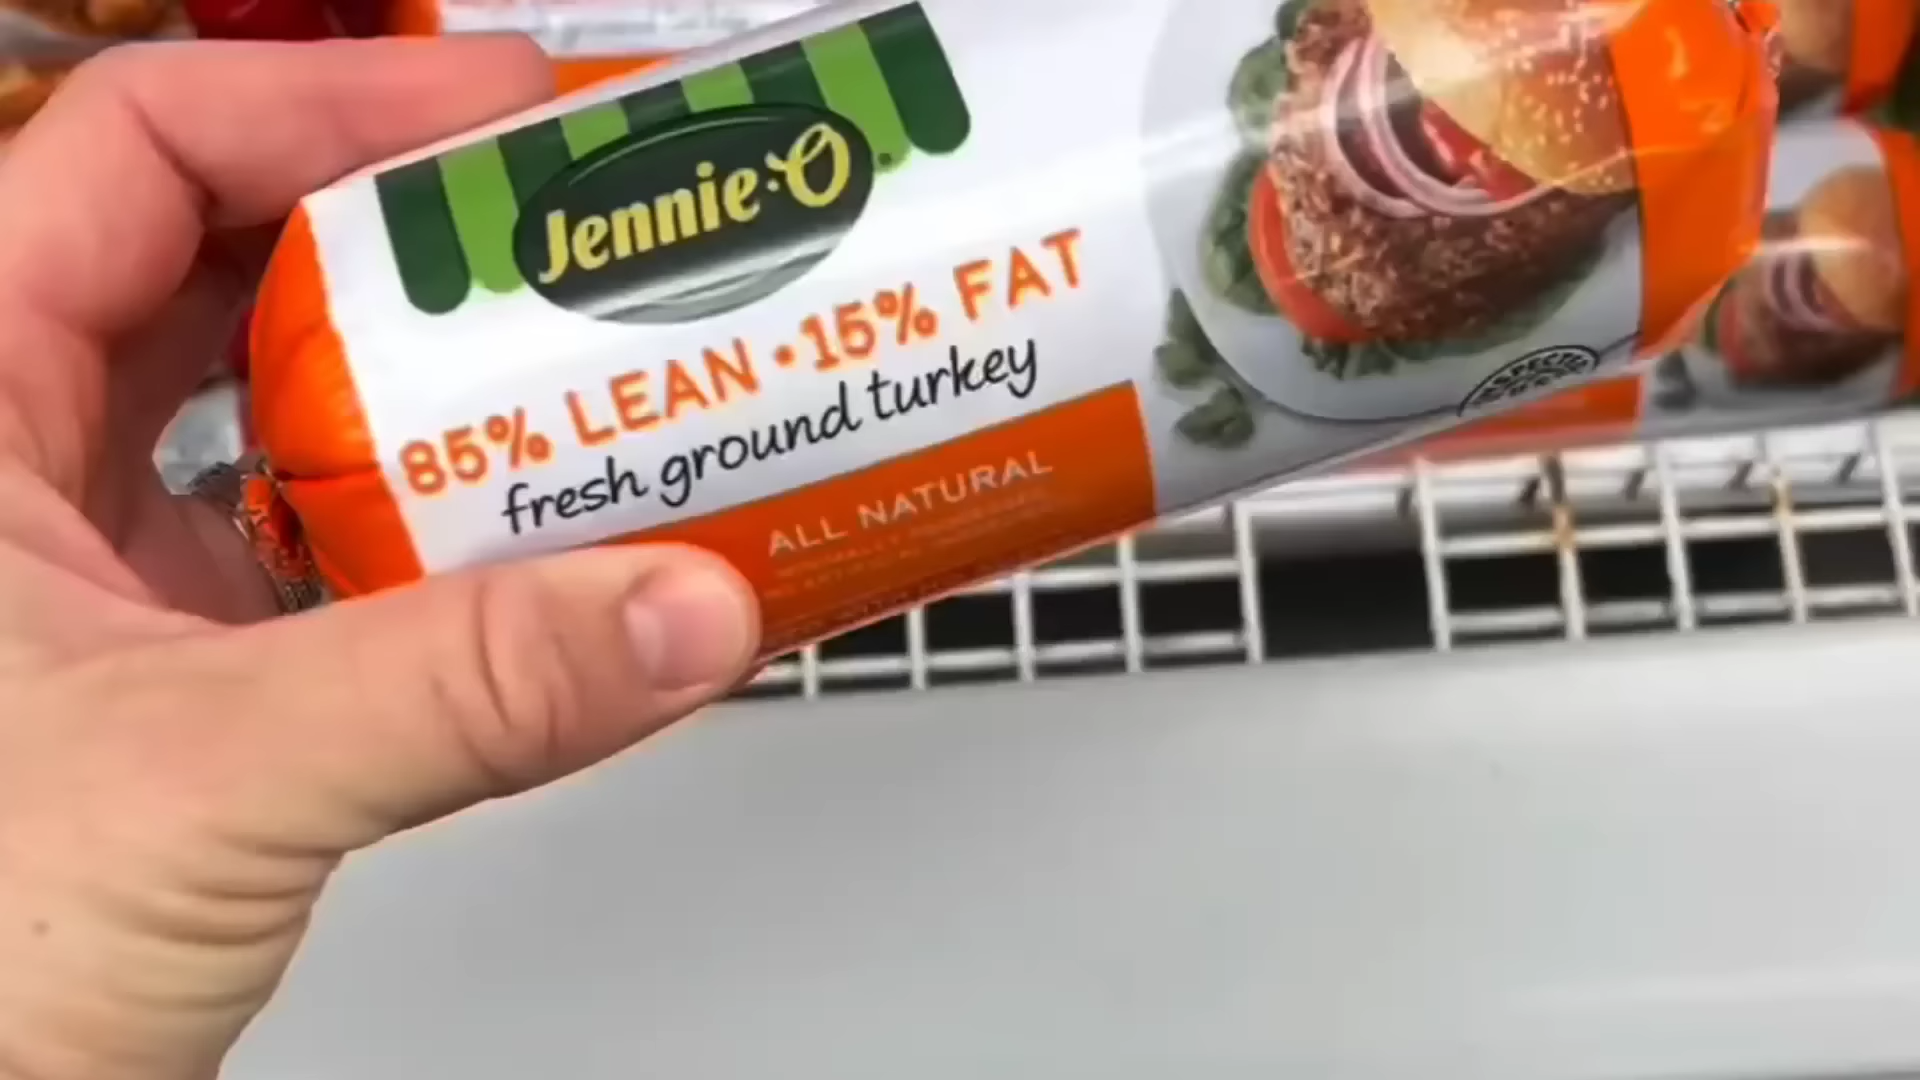 Jennie-O
85% LEAN • 15% FAT
fresh ground turkey
ALL NATURAL